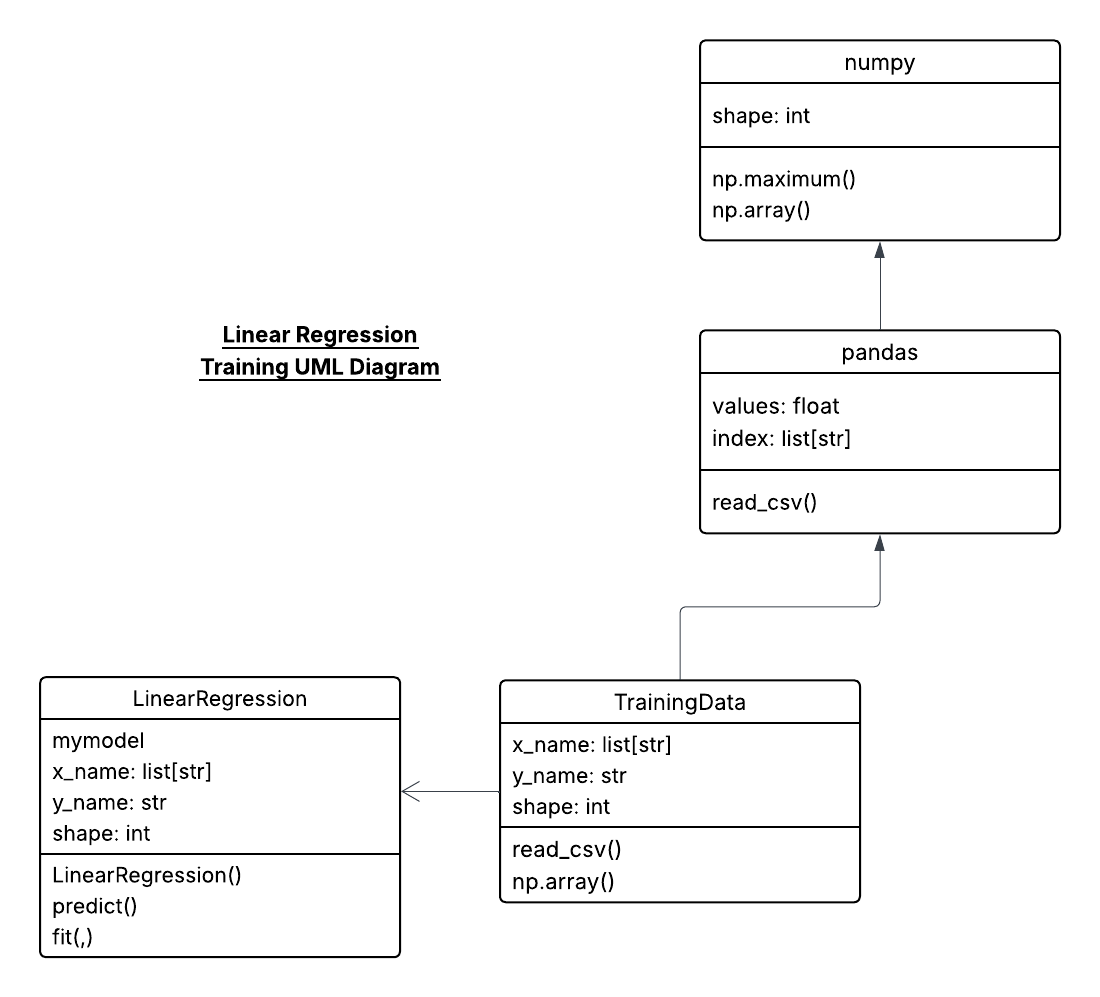 numpy
shape: int
np.maximum()
np.array()
Linear Regression
Training UML Diagram
pandas
values: float
index: list[str]
read_csv()
LinearRegression
mymodel
x_name: list[str]
y_name: str
shape: int
LinearRegression()
predict()
fit(,)
TrainingData
x_name: list[str]
y_name: str
shape: int
read_csv()
np.array()